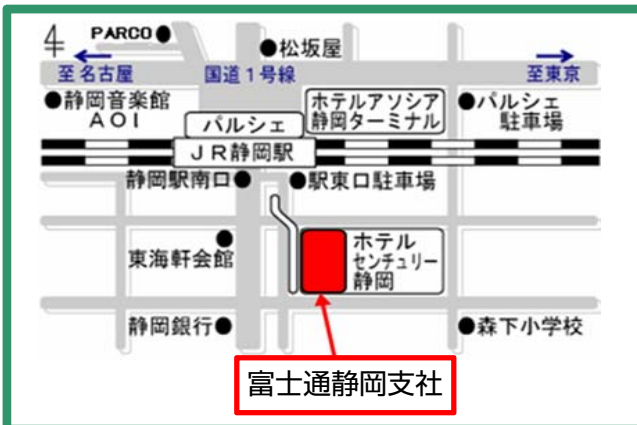 PARCO
松坂屋
至名古屋
国道1号線
至東京
静岡音楽館
AOI
パルシェ
ホテルアソシア
静岡ターミナル
パルシェ
駐車場
JR静岡駅
静岡駅南口
駅東口駐車場
東海軒会館
ホテル
センチュリー
静岡
静岡銀行
森下小学校
富士通静岡支社